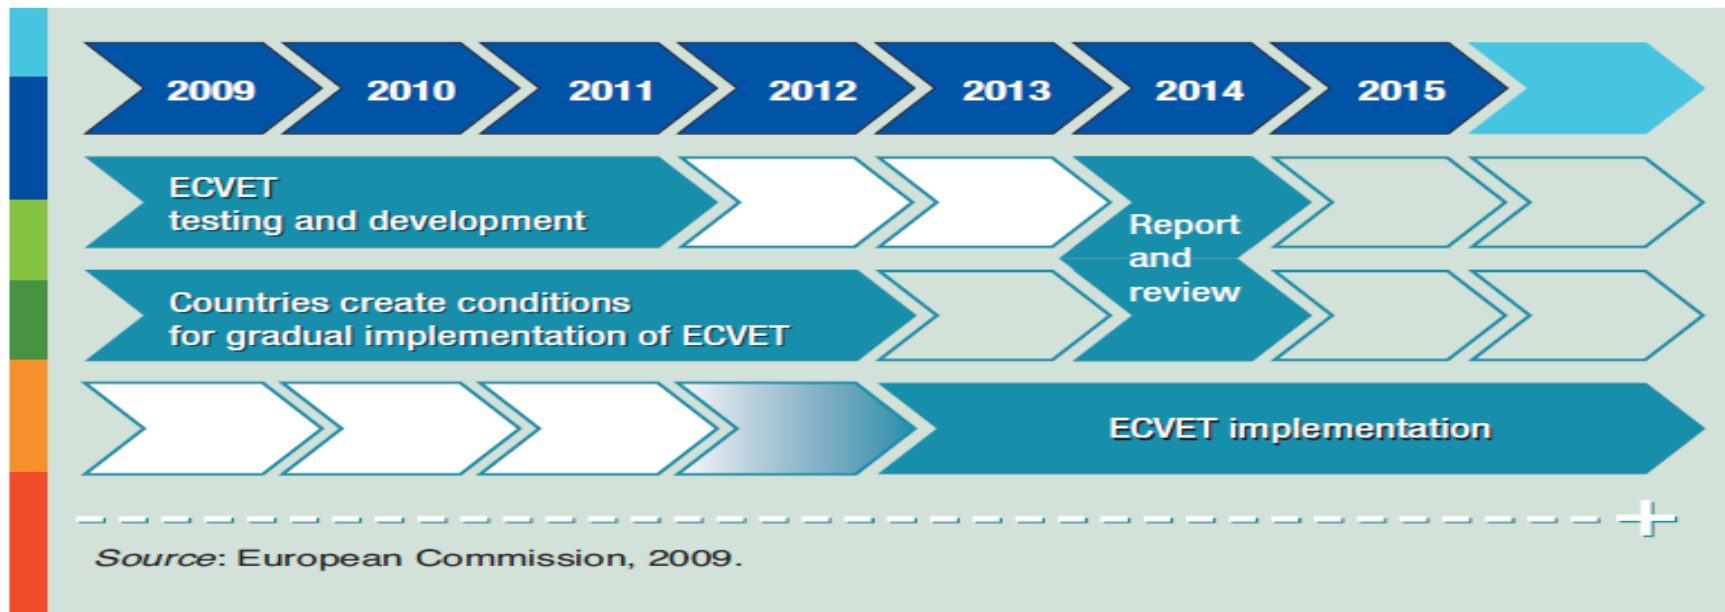 2009 2010 2011 2012 2013 2014 2015
ECVET
testing and development
Report
and
review
Countries create conditions
for gradual implementation of ECVET
ECVET implementation
Source: European Commission, 2009.